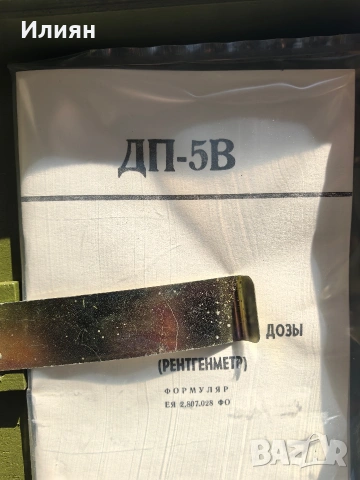 Илиян
ДП-5В
ДОЗЫ
(РЕНТГЕНМЕТР)
ФОРМУЛЯР
ЕЯ 2.807.028 ФО
BAZAR